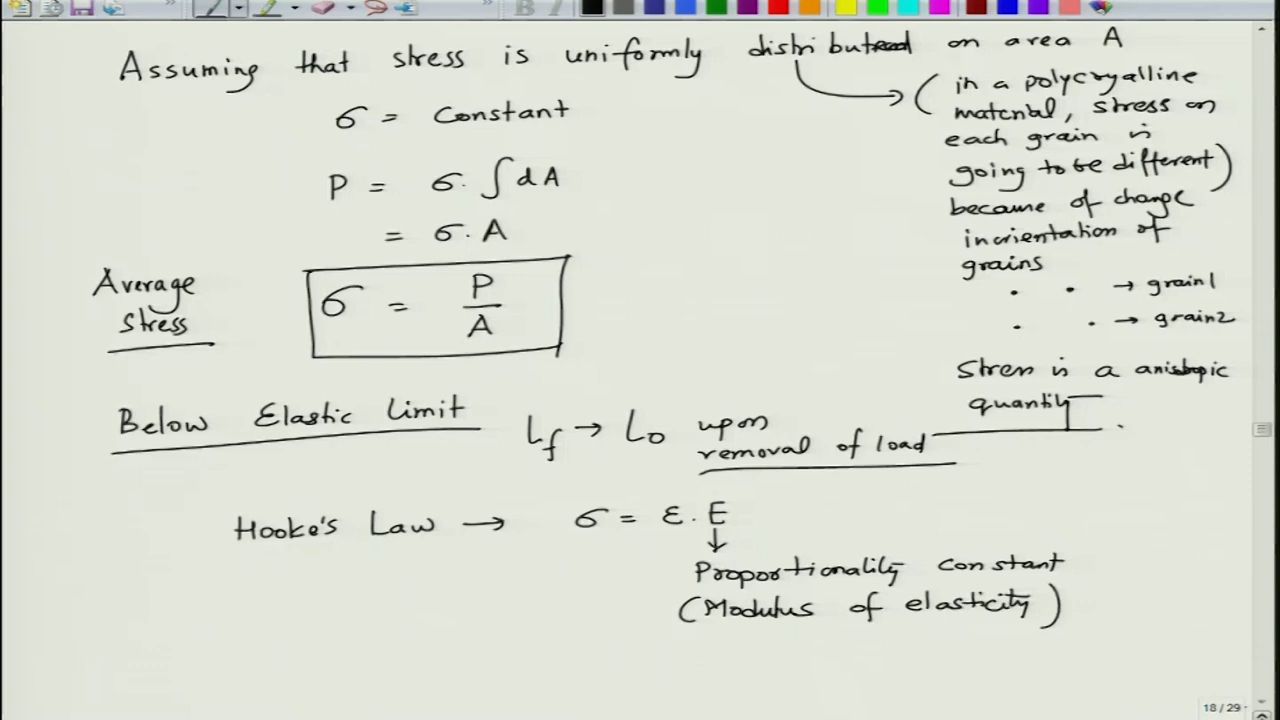 Assuming that stress is uniformly distributed on area A
σ = Constant
P = σ. ∫dA
= σ. A
Average
Stress
σ = P/A
(in a polycryalline
material, stress on
each grain is
going to be different)
because of change
in orientation of
grains
. . → grain1
. . → grain2
Stress is a anisotropic
quantity
Below Elastic Limit
Lf → Lo upon
removal of load
Hooke's Law → σ = ε. E
↓
Proportionality constant
(Modulus of elasticity)
18 / 29